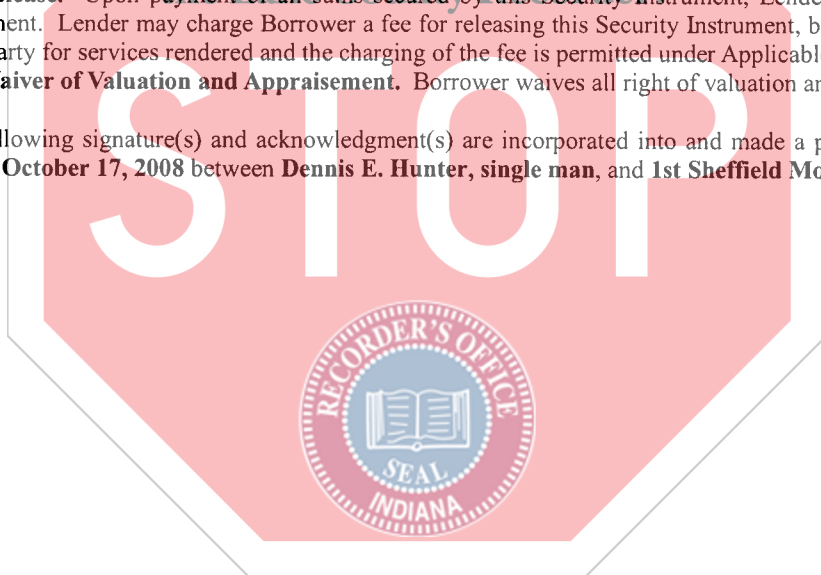 ment. Lender may charge Borrower a fee for releasing this Security Instrument, b
arty for services rendered and the charging of the fee is permitted under Applicabl
aiver of Valuation and Appraisement. Borrower waives all right of valuation an
llowing signature(s) and acknowledgment(s) are incorporated into and made a p
October 17, 2008 between Dennis E. Hunter, single man, and 1st Sheffield Mo
STOP
RECORDER'S OFFICE
SEAL
INDIANA